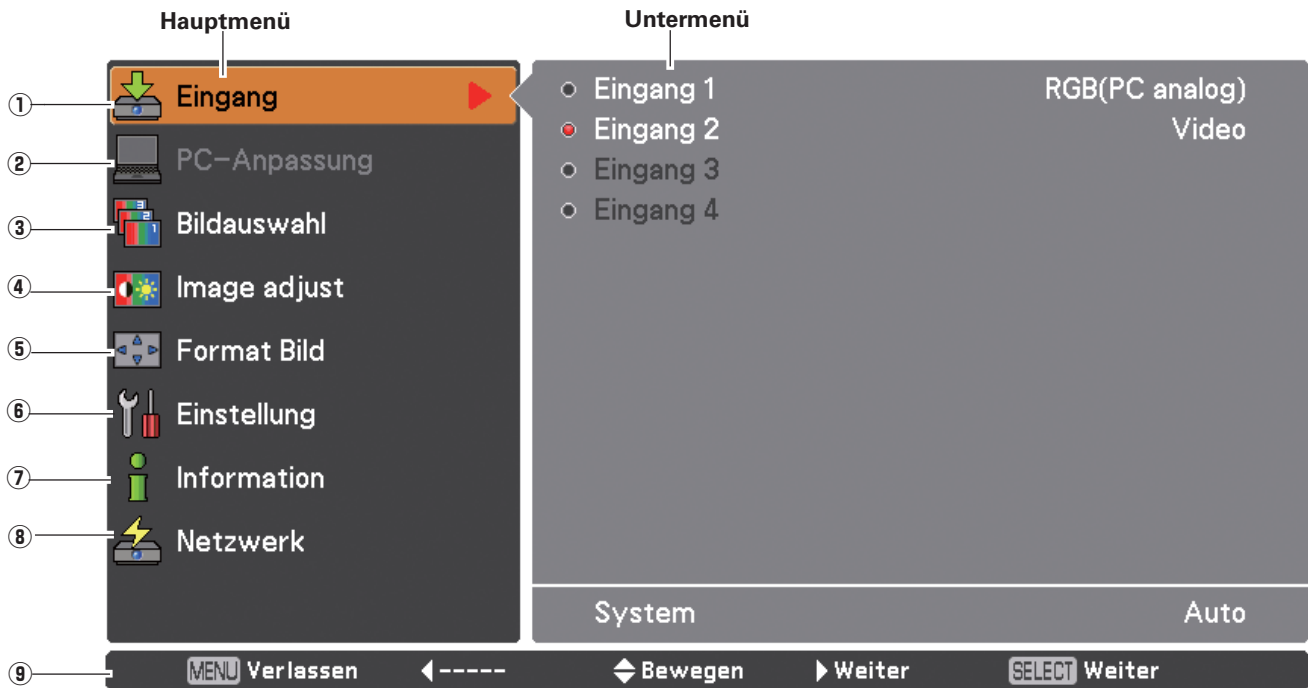 Hauptmenü
Untermenü
① Eingang
② PC-Anpassung
③ Bildauswahl
④ Image adjust
⑤ Format Bild
⑥ Einstellung
⑦ Information
⑧ Netzwerk
Eingang 1 RGB(PC analog)
Eingang 2 Video
Eingang 3
Eingang 4
System Auto
⑨ MENU Verlassen ----- Bewegen Weiter SELECT Weiter